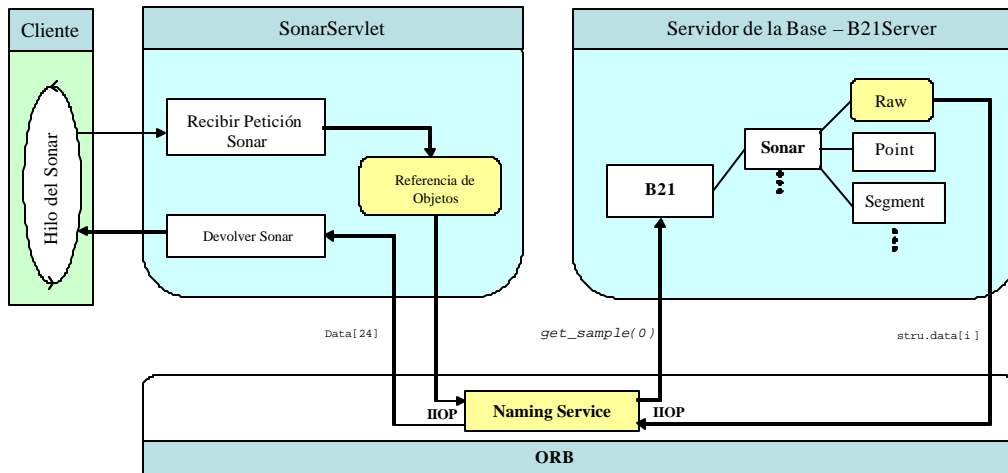 Cliente
SonarServlet
Servidor de la Base – B21Server
Hilo del Sonar
Recibir Petición
Sonar
Referencia de
Objetos
Devolver Sonar
Raw
Sonar
Point
B21
Segment
Data[24]
get_sample(0)
stru.data[i]
IIOP
Naming Service
IIOP
ORB